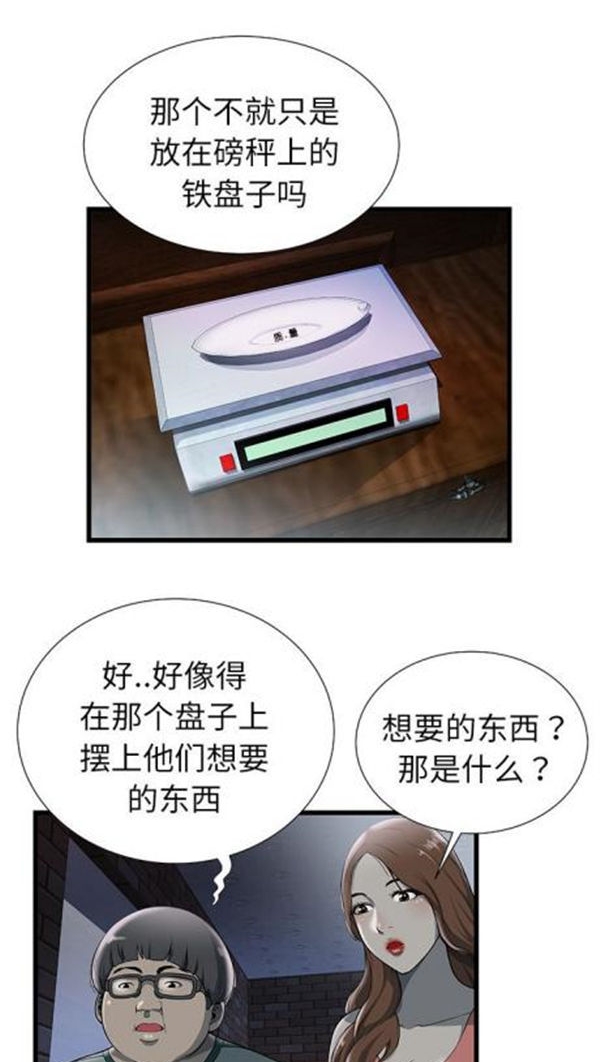 那个不就只是
放在磅秤上的
铁盘子吗
质·量
好..好像得
在那个盘子上
摆上他们想要
的东西
想要的东西？
那是什么？